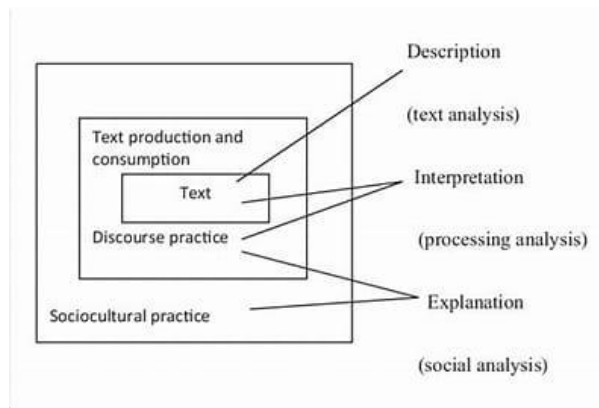 Description
(text analysis)
Text production and
consumption
Text
Interpretation
Discourse practice
(processing analysis)
Explanation
Sociocultural practice
(social analysis)